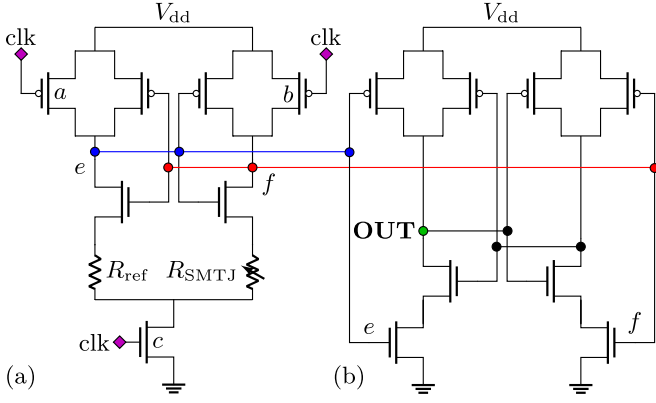 V_dd V_dd
clk clk
a b
e f
OUT
R_ref R_SMTJ
e f
clk c
(a) (b)